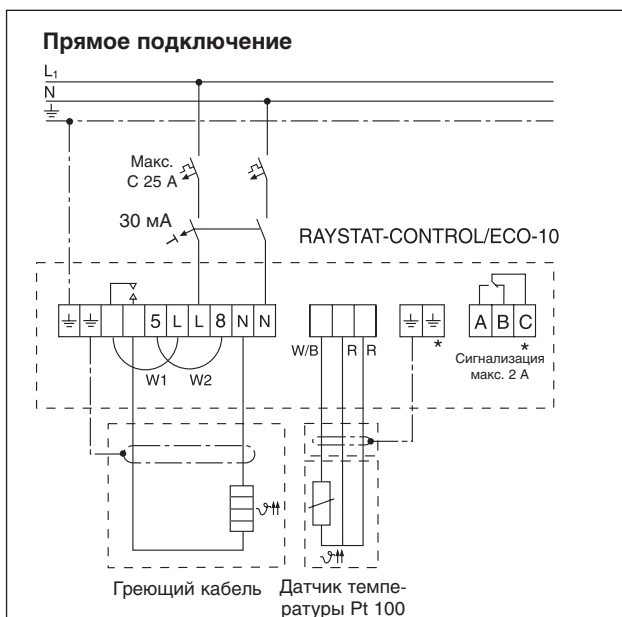 Прямое подключение
L1
N
Макс.
C 25 A
30 мА
RAYSTAT-CONTROL/ECO-10
5 L L 8 N N
A B C
W/B R R
*
*
Сигнализация
макс. 2 А
W1 W2
Греющий кабель
Датчик темпе-
ратуры Pt 100